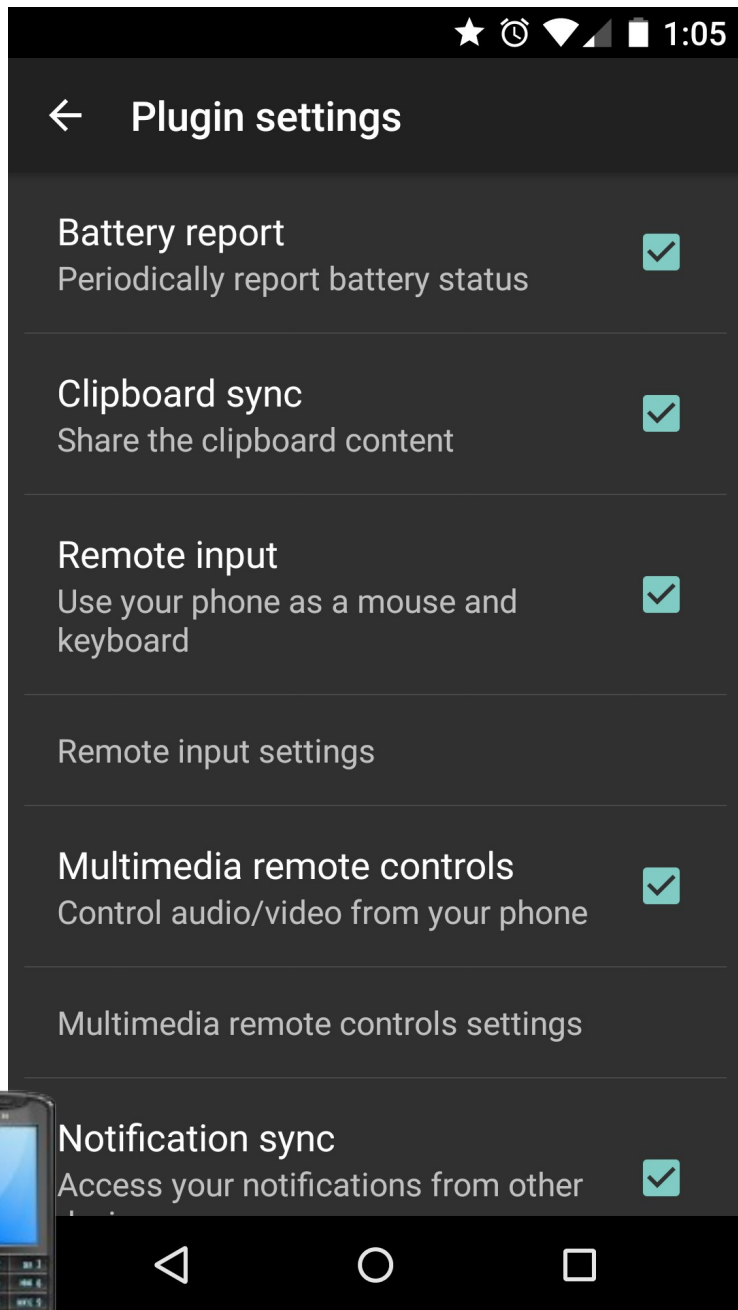 1:05
Plugin settings
Battery report
Periodically report battery status
Clipboard sync
Share the clipboard content
Remote input
Use your phone as a mouse and
keyboard
Remote input settings
Multimedia remote controls
Control audio/video from your phone
Multimedia remote controls settings
Notification sync
Access your notifications from other